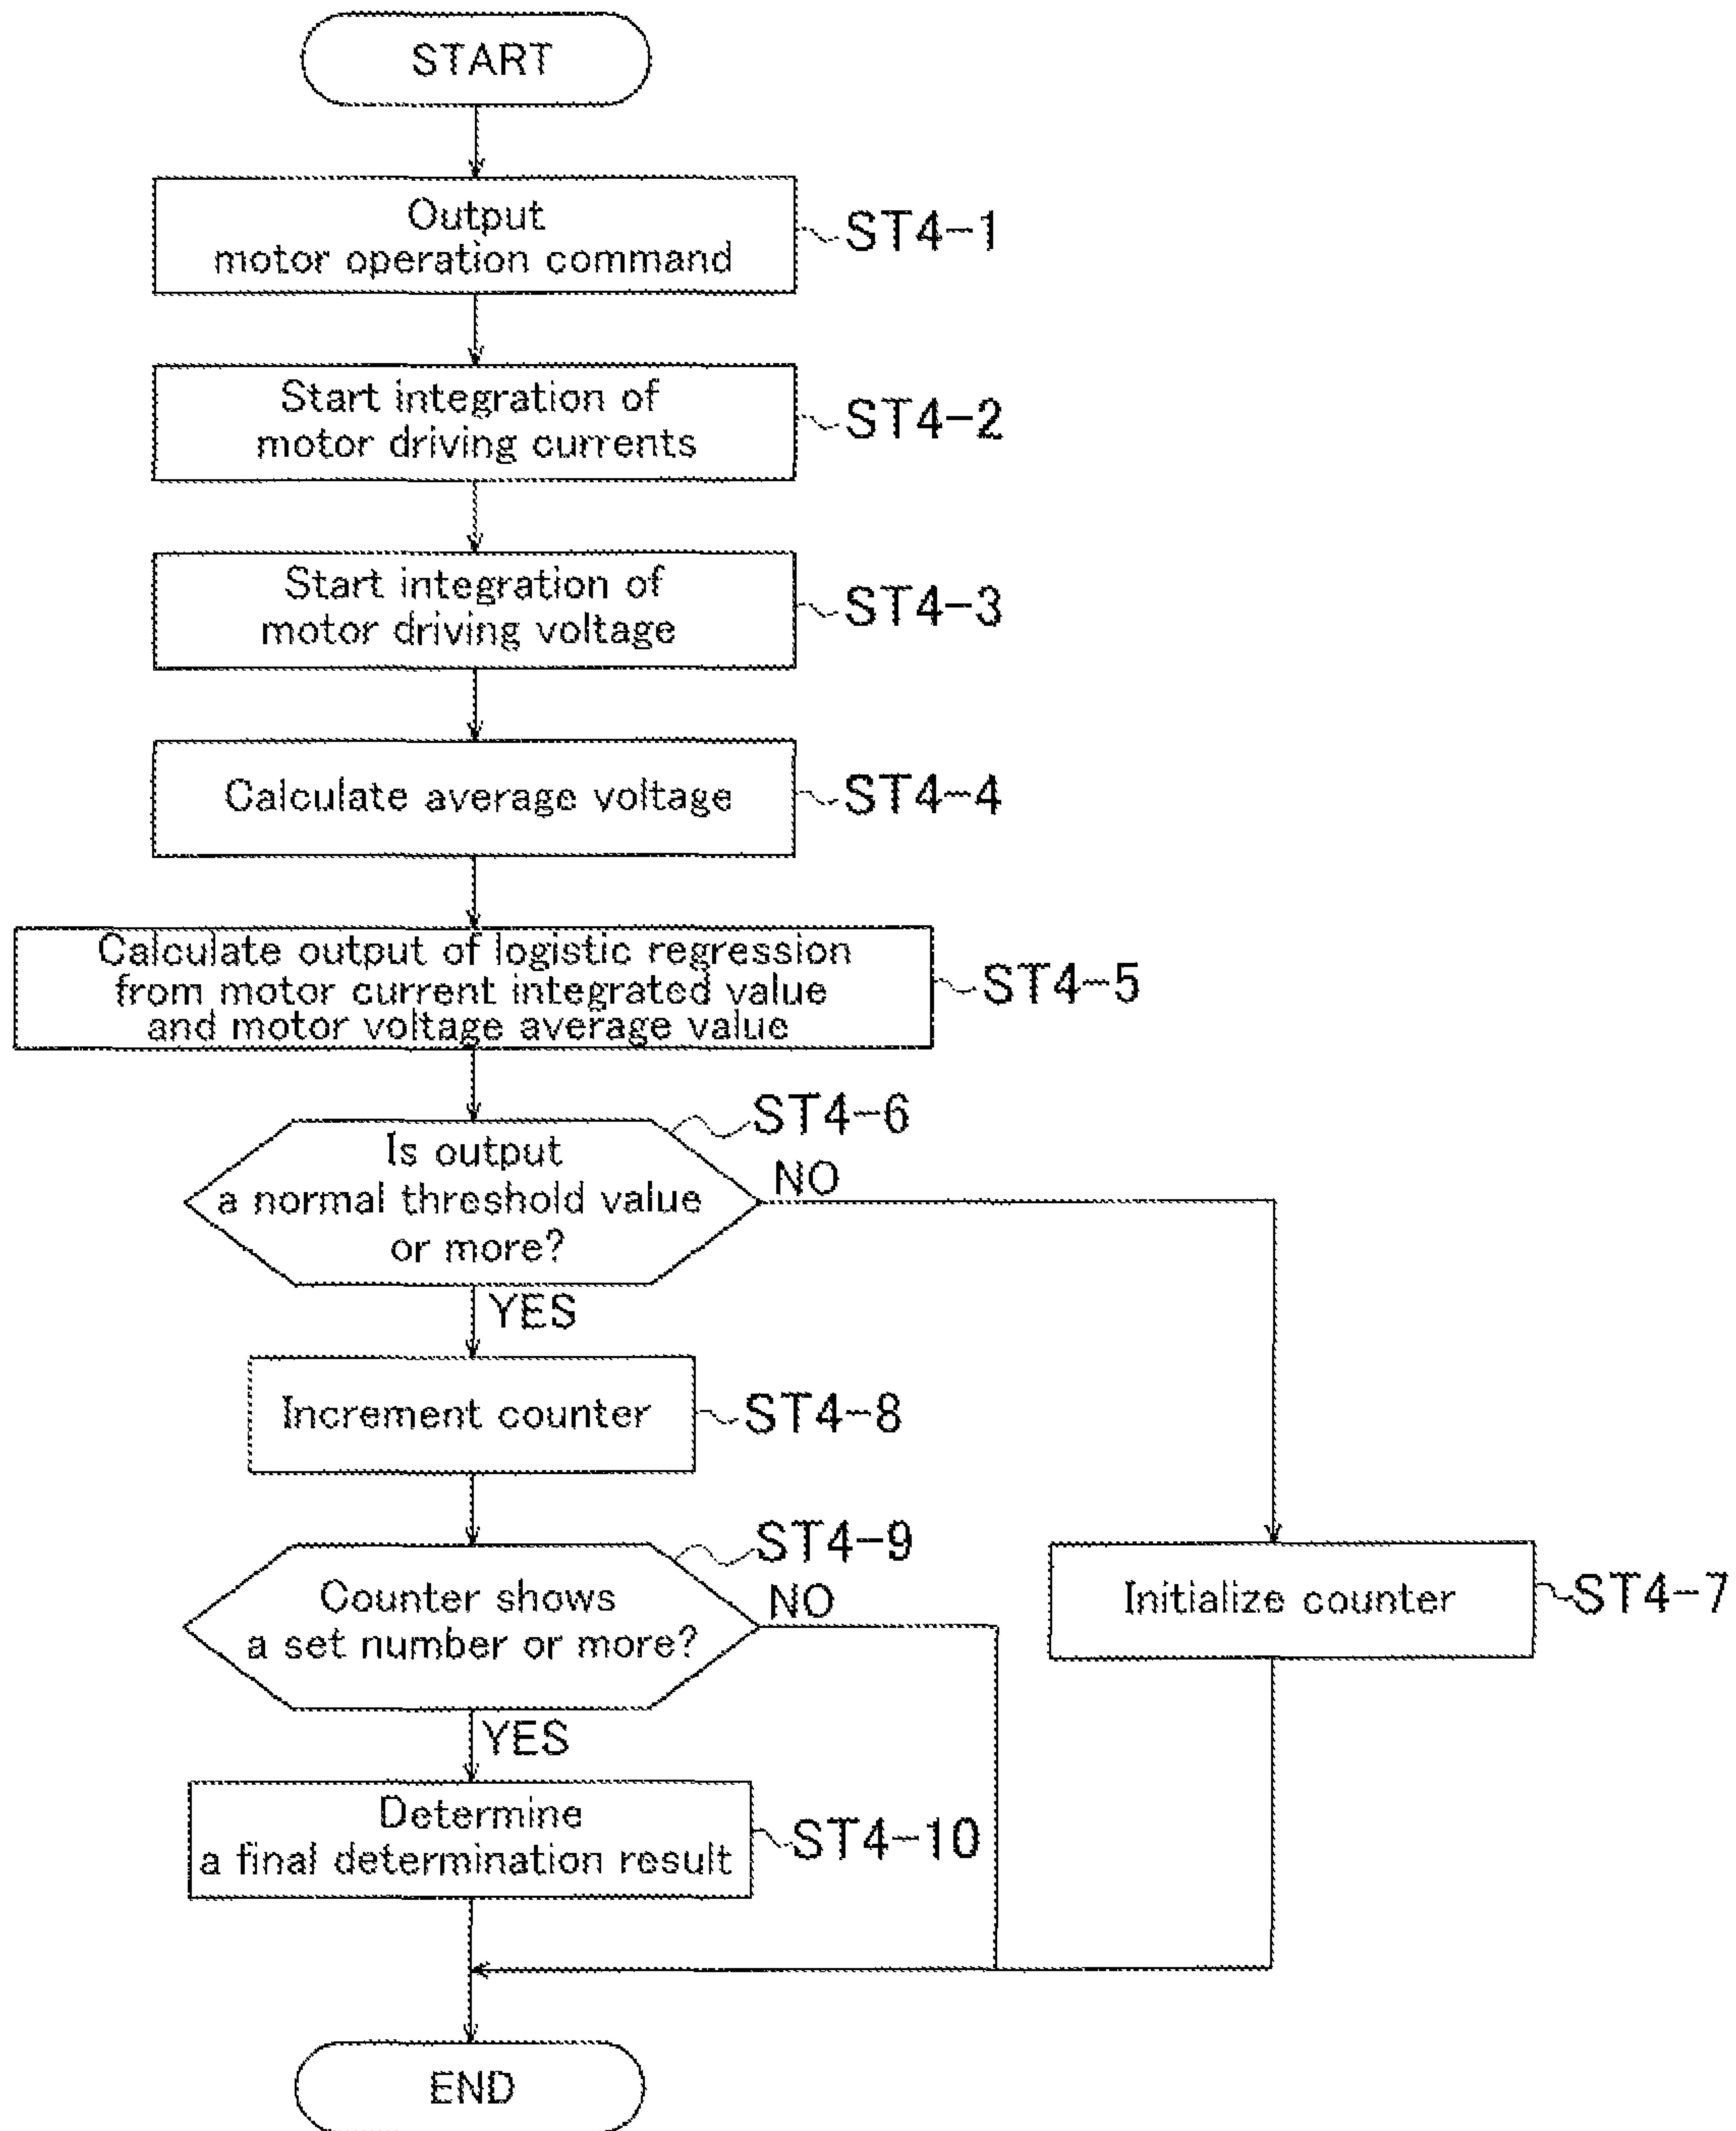 START
Output
motor operation command
ST4-1
Start integration of
motor driving currents
ST4-2
Start integration of
motor driving voltage
ST4-3
Calculate average voltage
ST4-4
Calculate output of logistic regression
from motor current integrated value
and motor voltage average value
ST4-5
Is output
a normal threshold value
or more?
ST4-6
NO
YES
Increment counter
ST4-8
Counter shows
a set number or more?
ST4-9
NO
Initialize counter
ST4-7
YES
Determine
a final determination result
ST4-10
END